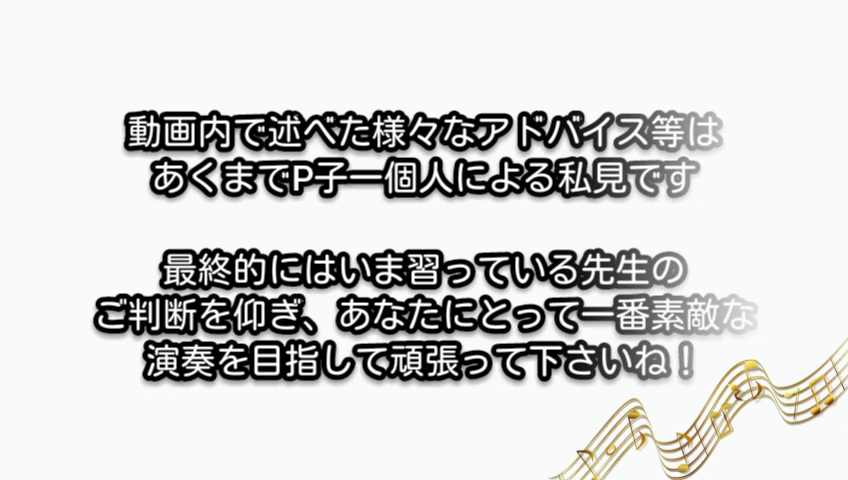 動画内で述べた様々なアドバイス等は
あくまでP子一個人による私見です
最終的にはいま習っている先生の
ご判断を仰ぎ、あなたにとって一番素敵な
演奏を目指して頑張って下さいね！